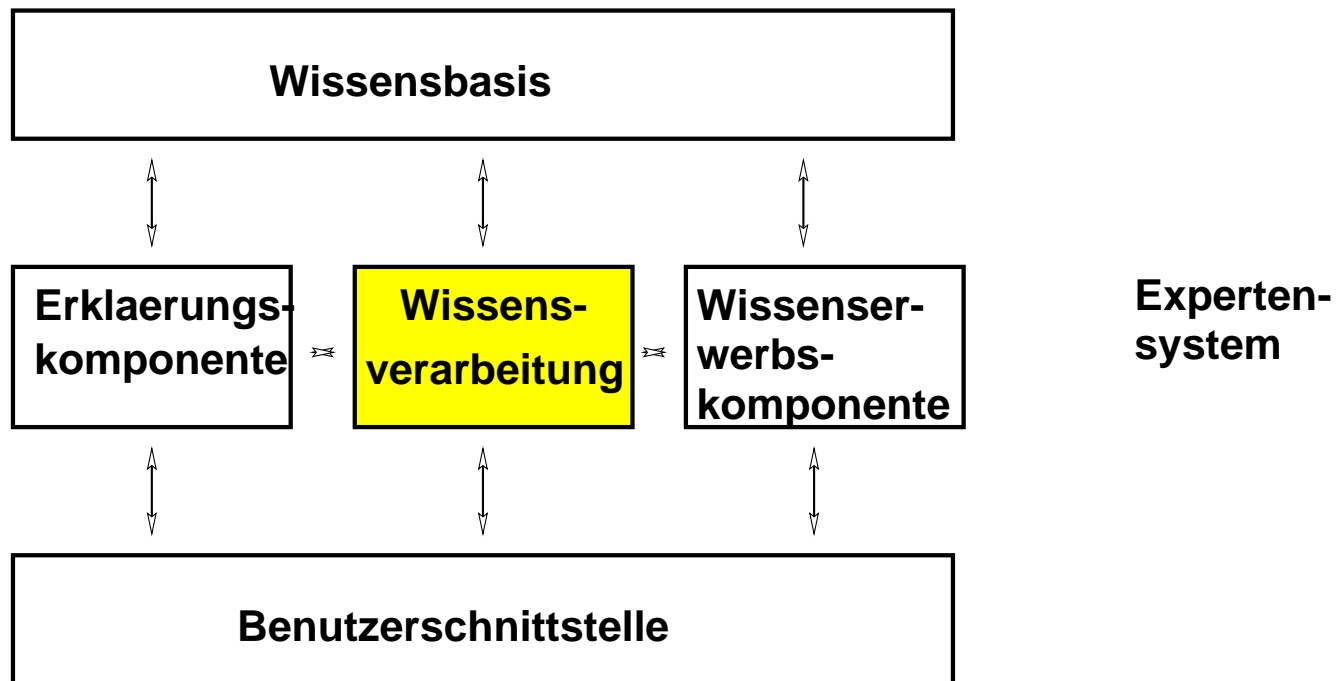 Wissensbasis
Erklaerungs-
komponente
Wissens-
verarbeitung
Wissenser-
werbs-
komponente
Experten-
system
Benutzerschnittstelle